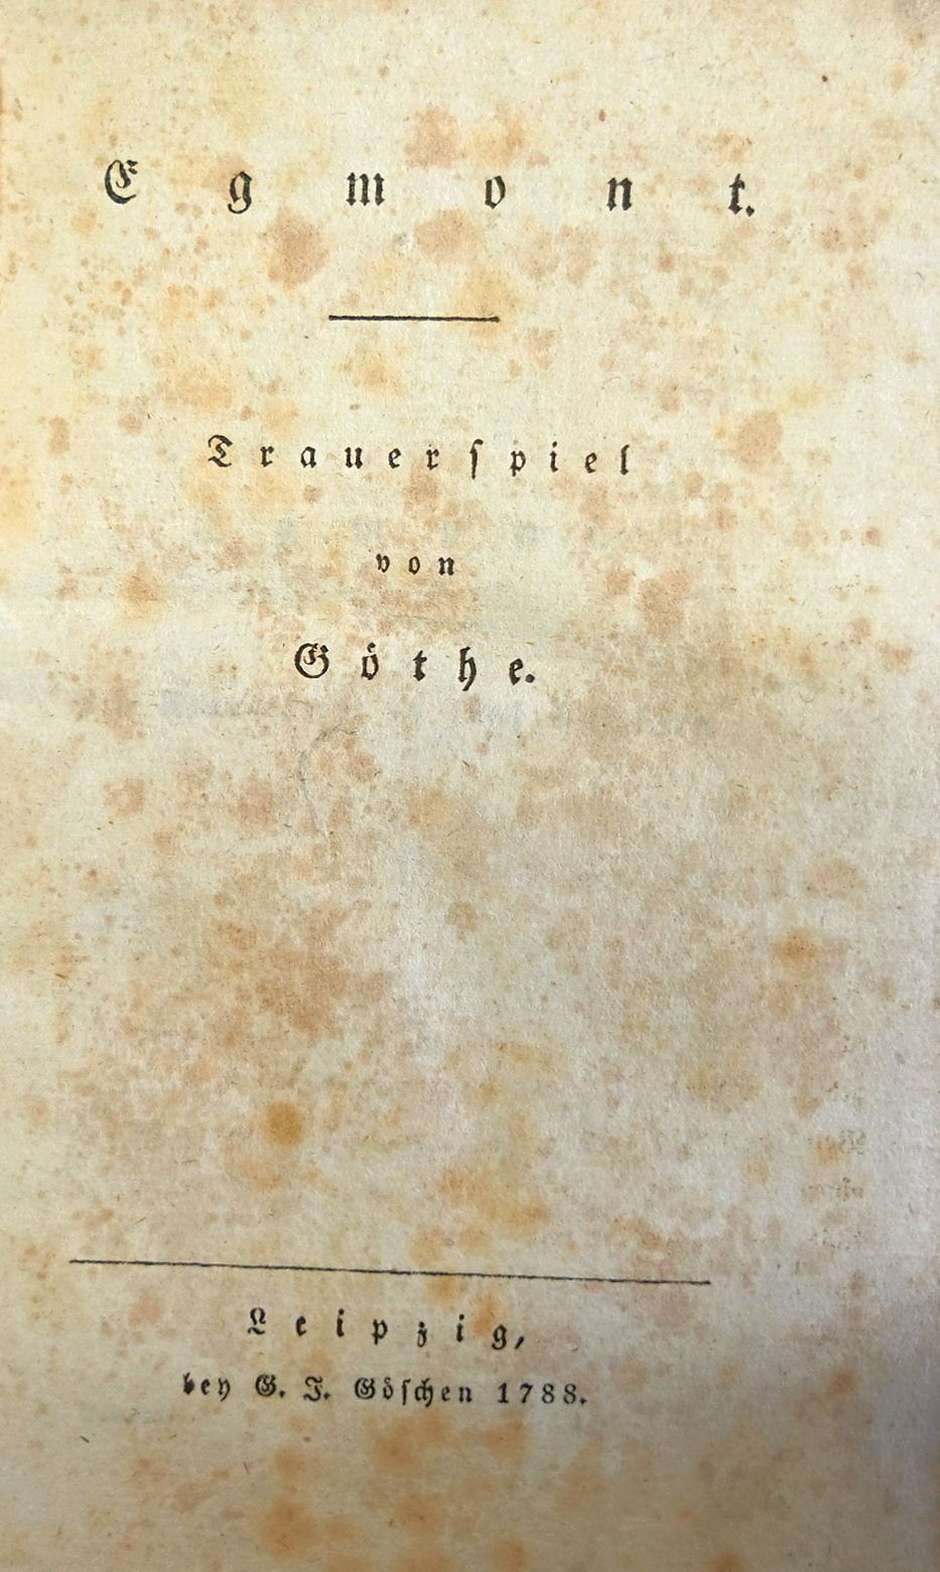 Egmont.
Trauerſpiel
von
Göthe.
Leipzig,
bey G. J. Göſchen 1788.